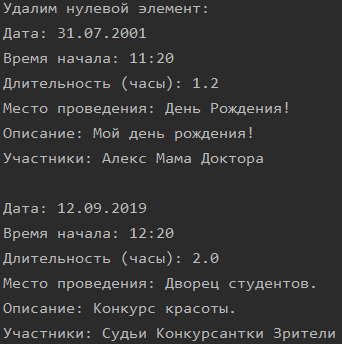 Удалим нулевой элемент:
Дата: 31.07.2001
Время начала: 11:20
Длительность (часы): 1.2
Место проведения: День Рождения!
Описание: Мой день рождения!
Участники: Алекс Мама Доктора

Дата: 12.09.2019
Время начала: 12:20
Длительность (часы): 2.0
Место проведения: Дворец студентов.
Описание: Конкурс красоты.
Участники: Судьи Конкурсантки Зрители